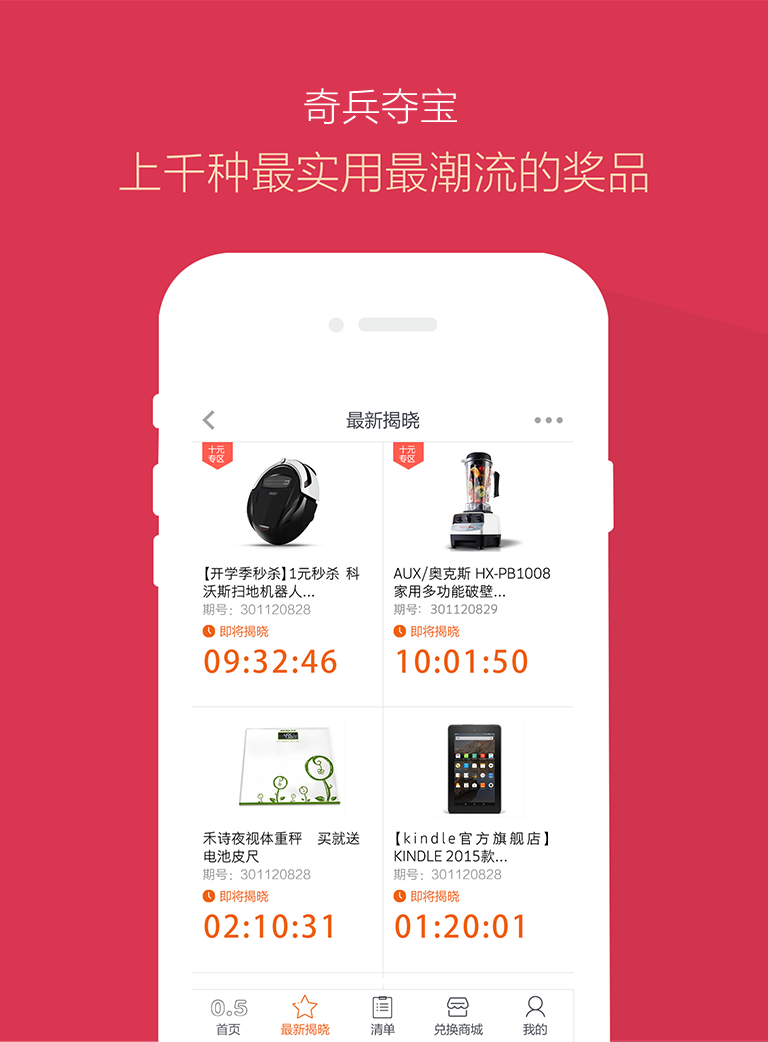 奇兵夺宝
上千种最实用最潮流的奖品
最新揭晓
十元
专区
【开学季秒杀】1元秒杀 科
沃斯扫地机器人...
期号：301120828
即将揭晓
09:32:46
十元
专区
AUX/奥克斯 HX-PB1008
家用多功能破壁...
期号：301120829
即将揭晓
10:01:50
禾诗夜视体重秤 买就送
电池皮尺
期号：301120828
即将揭晓
02:10:31
【kindle官方旗舰店】
KINDLE 2015款...
期号：301120828
即将揭晓
01:20:01
0.5
首页
最新揭晓
清单
兑换商城
我的